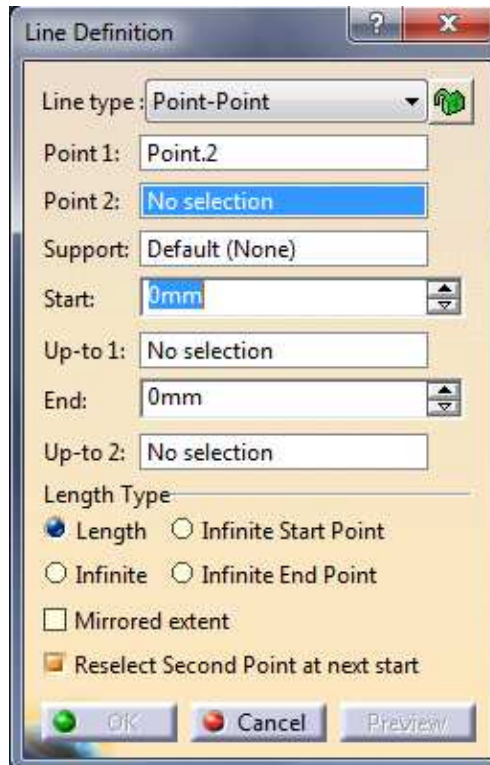 Line Definition
Line type : Point-Point
Point 1: Point.2
Point 2: No selection
Support: Default (None)
Start: 0mm
Up-to 1: No selection
End: 0mm
Up-to 2: No selection
Length Type
Length Infinite Start Point
Infinite Infinite End Point
Mirrored extent
Reselect Second Point at next start
OK Cancel Preview